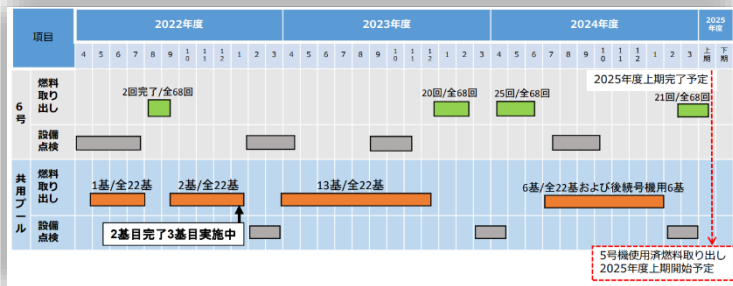 項目
2022年度
2023年度
2024年度
2025
年度
4 5 6 7 8 9 10 11 12 1 2 3 4 5 6 7 8 9 10 11 12 1 2 3 4 5 6 7 8 9 10 11 12 1 2 3 上期 下期
6号
燃料取り出し
2回完了/全68回
20回/全68回
25回/全68回
2025年度上期完了予定
21回/全68回
設備点検
共用プール
燃料取り出し
1基/全22基
2基/全22基
13基/全22基
6基/全22基および後続号機用6基
2基目完了3基目実施中
設備点検
5号機使用済燃料取り出し
2025年度上期開始予定